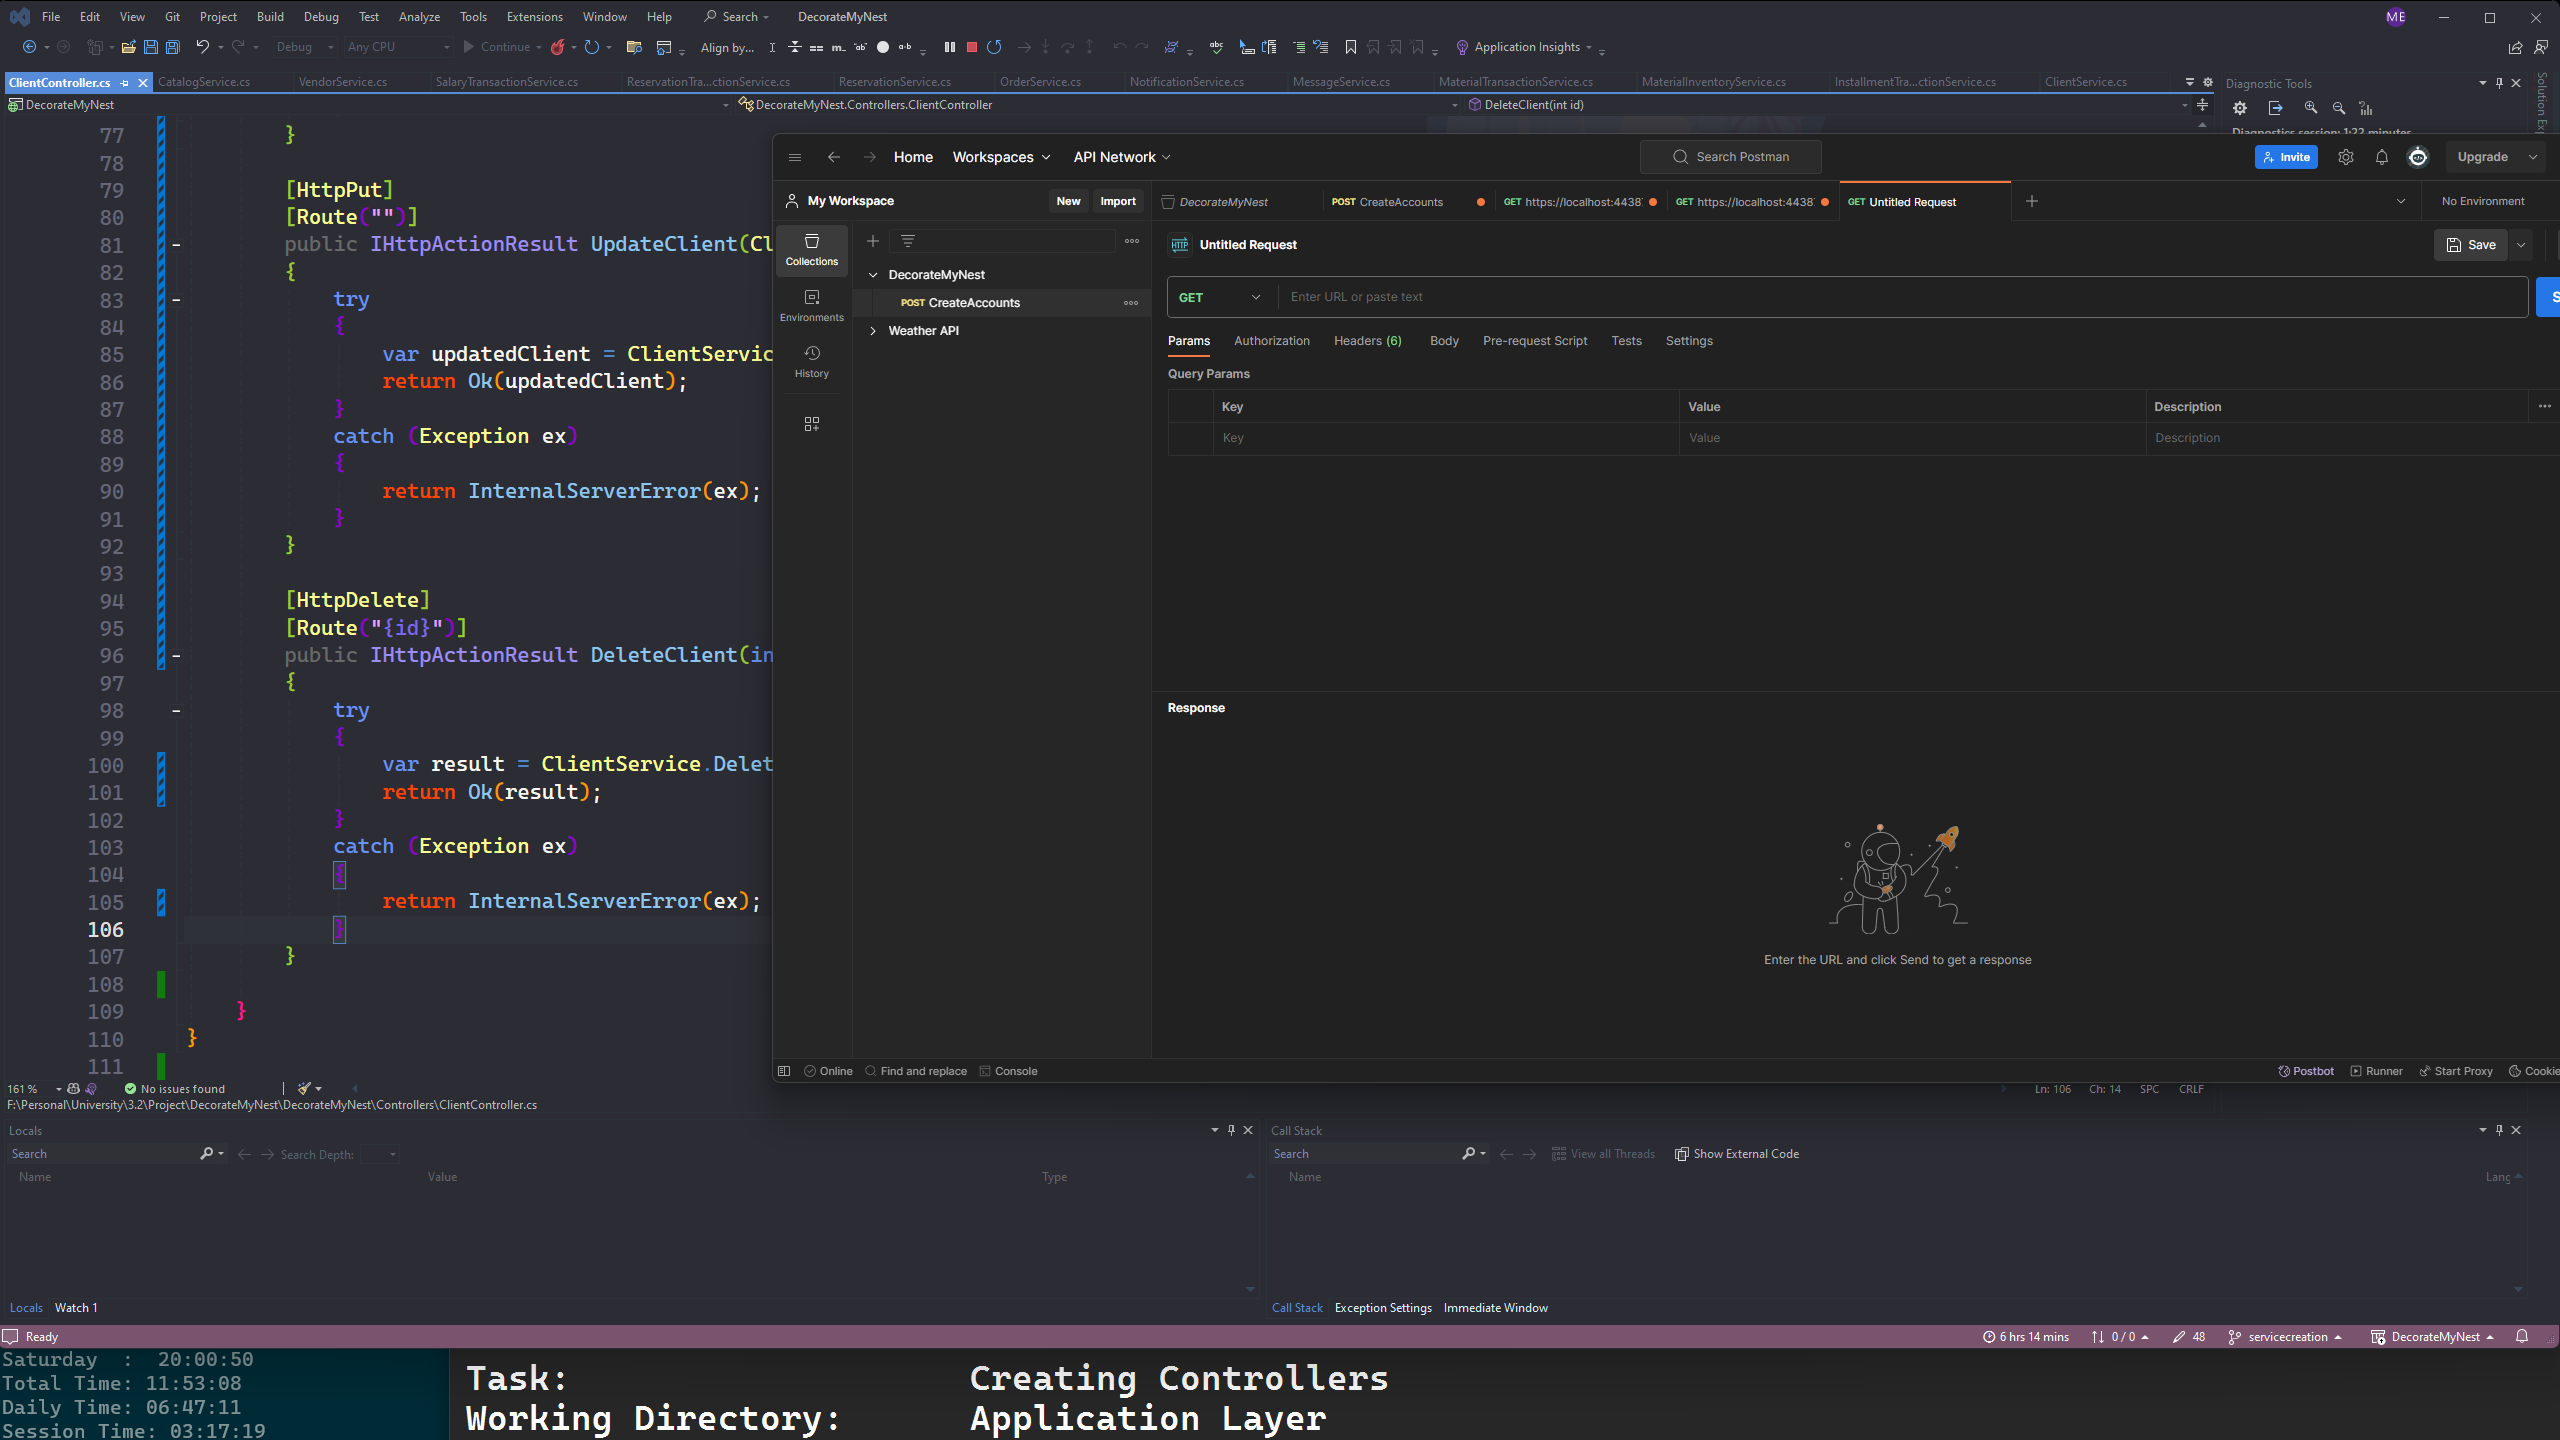 File Edit View Git Project Build Debug Test Analyze Tools Extensions Window Help Search DecorateMyNest ME
Debug Any CPU Continue Align by... Application Insights
ClientController.cs CatalogService.cs VendorService.cs SalaryTransactionService.cs ReservationTra...ctionService.cs ReservationService.cs OrderService.cs NotificationService.cs MessageService.cs MaterialTransactionService.cs MaterialInventoryService.cs InstallmentTra...ctionService.cs ClientService.cs Diagnostic Tools
DecorateMyNest DecorateMyNest.Controllers.ClientController DeleteClient(int id)
Diagnostics session: 1:22 minutes
Solution Exp
77 }
78
79 [HttpPut]
80 [Route("")]
81 public IHttpActionResult UpdateClient(Cl
82 {
83 try
84 {
85 var updatedClient = ClientServic
86 return Ok(updatedClient);
87 }
88 catch (Exception ex)
89 {
90 return InternalServerError(ex);
91 }
92 }
93
94 [HttpDelete]
95 [Route("{id}")]
96 public IHttpActionResult DeleteClient(in
97 {
98 try
99 {
100 var result = ClientService.Delet
101 return Ok(result);
102 }
103 catch (Exception ex)
104 {
105 return InternalServerError(ex);
106 }
107 }
108
109 }
110 }
111
Home Workspaces API Network Search Postman Invite Upgrade
My Workspace New Import DecorateMyNest POST CreateAccounts GET https://localhost:4438 GET https://localhost:4438 GET Untitled Request No Environment
Collections
Environments
History
DecorateMyNest
POST CreateAccounts
Weather API
HTTP Untitled Request Save
GET Enter URL or paste text S
Params Authorization Headers (6) Body Pre-request Script Tests Settings
Query Params
Key Value Description
Key Value Description
Response
Enter the URL and click Send to get a response
Online Find and replace Console Postbot Runner Start Proxy Cookie
161 % No issues found Ln: 106 Ch: 14 SPC CRLF
F:\Personal\University\3.2\Project\DecorateMyNest\DecorateMyNest\Controllers\ClientController.cs
Locals
Search Search Depth:
Name Value Type
Locals Watch 1
Call Stack
Search View all Threads Show External Code
Name Lang
Call Stack Exception Settings Immediate Window
Ready 6 hrs 14 mins 0 / 0 48 servicecreation DecorateMyNest
Saturday : 20:00:50
Total Time: 11:53:08
Daily Time: 06:47:11
Session Time: 03:17:19
Task: Creating Controllers
Working Directory: Application Layer